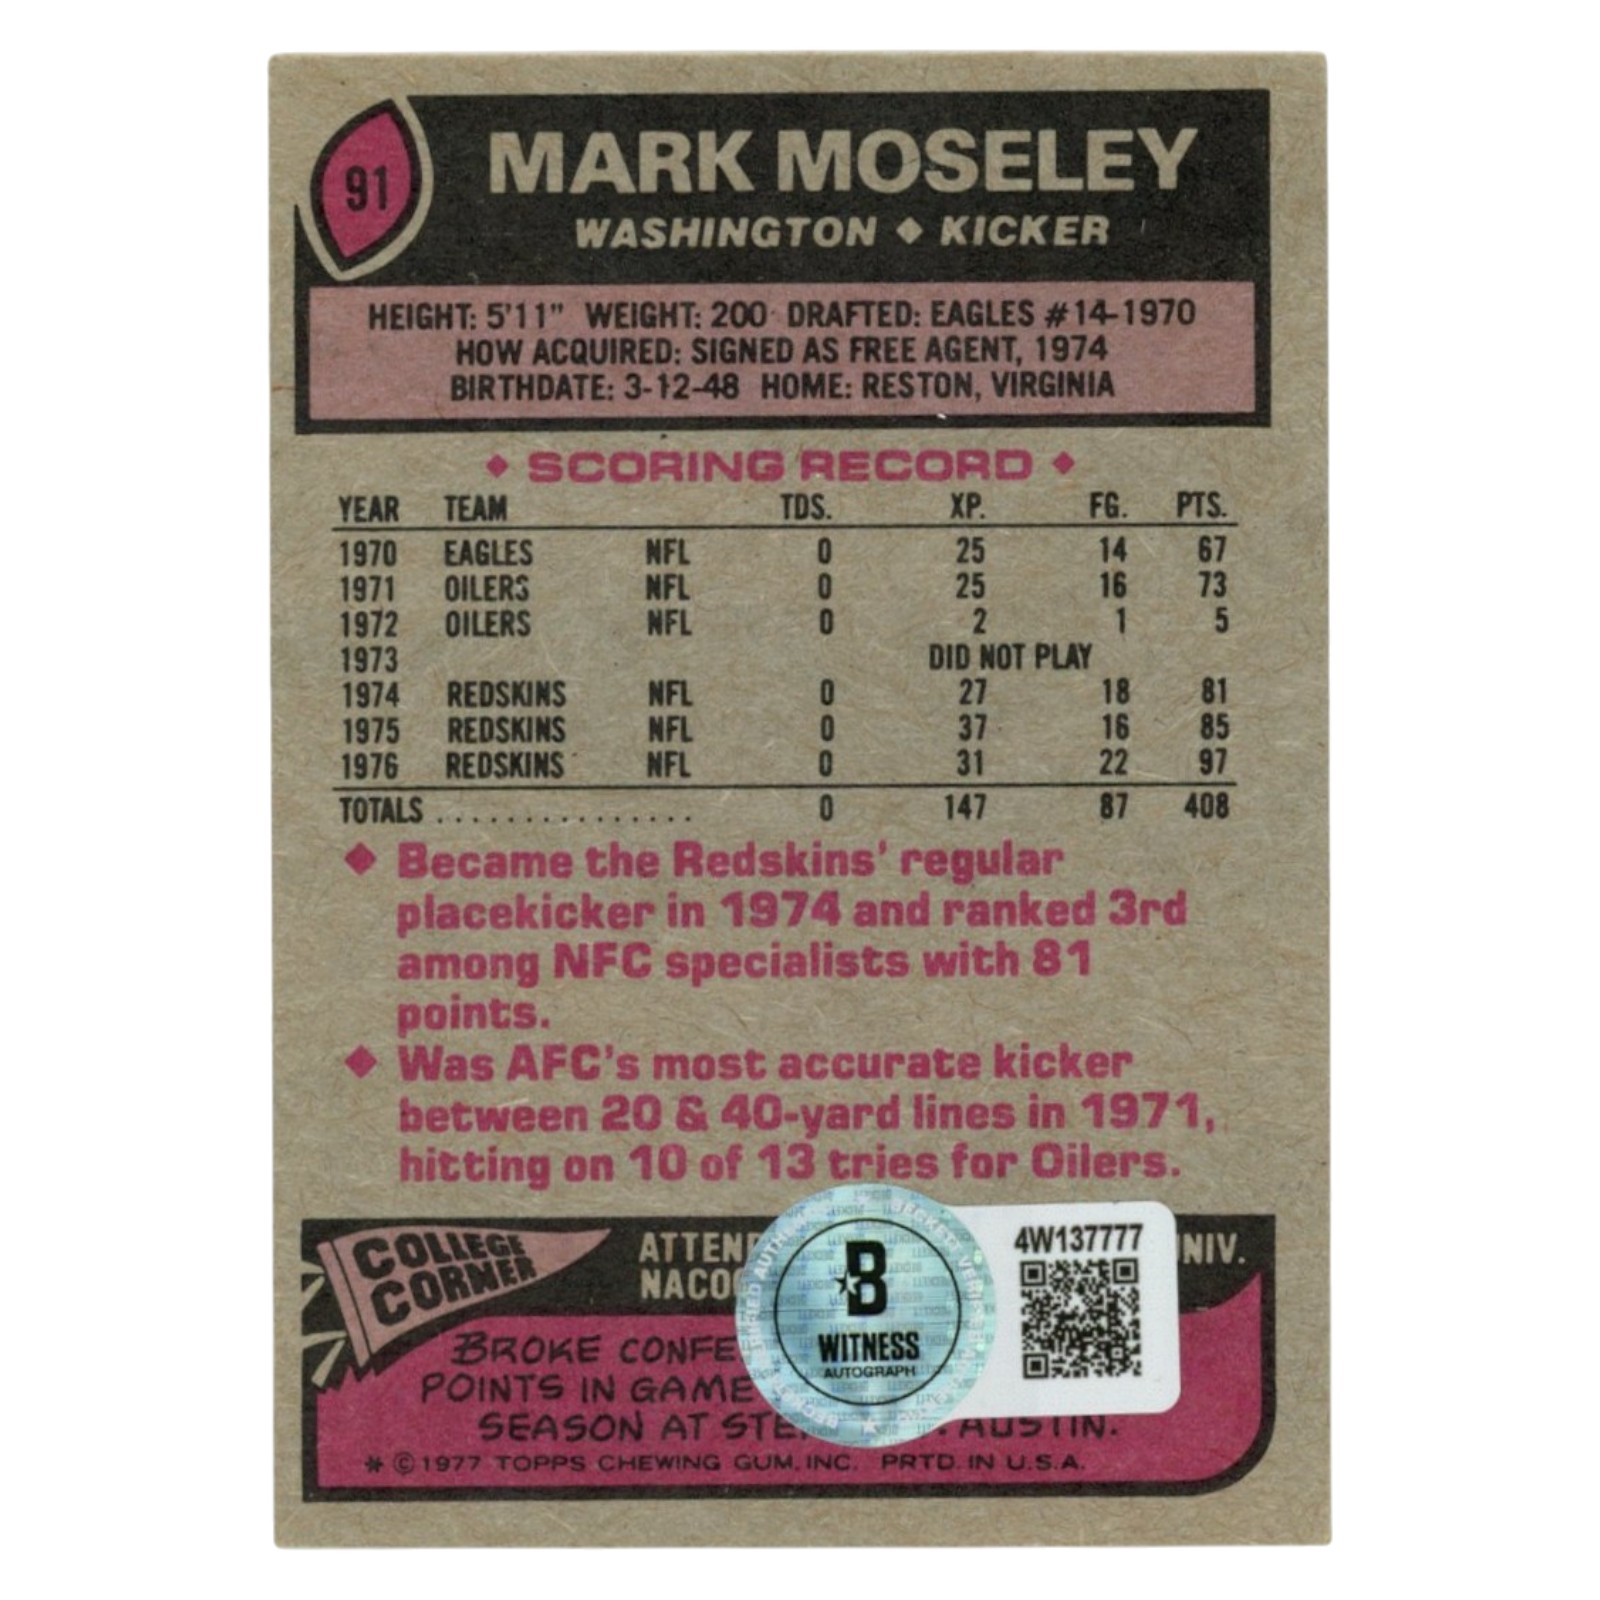 91
MARK MOSELEY
WASHINGTON ◆ KICKER
HEIGHT: 5'11" WEIGHT: 200 DRAFTED: EAGLES #14-1970
HOW ACQUIRED: SIGNED AS FREE AGENT, 1974
BIRTHDATE: 3-12-48 HOME: RESTON, VIRGINIA
◆ SCORING RECORD ◆
YEAR TEAM TDS. XP. FG. PTS.
1970 EAGLES NFL 0 25 14 67
1971 OILERS NFL 0 25 16 73
1972 OILERS NFL 0 2 1 5
1973 DID NOT PLAY
1974 REDSKINS NFL 0 27 18 81
1975 REDSKINS NFL 0 37 16 85
1976 REDSKINS NFL 0 31 22 97
TOTALS ............... 0 147 87 408
◆ Became the Redskins' regular
placekicker in 1974 and ranked 3rd
among NFC specialists with 81
points.
◆ Was AFC's most accurate kicker
between 20 & 40-yard lines in 1971,
hitting on 10 of 13 tries for Oilers.
COLLEGE
CORNER
BROKE
POINTS IN GAME
SEASON AT AUSTIN.
* ©1977 TOPPS CHEWING GUM, INC. PRTD. IN U.S.A.
B
WITNESS
AUTOGRAPH
4W137777